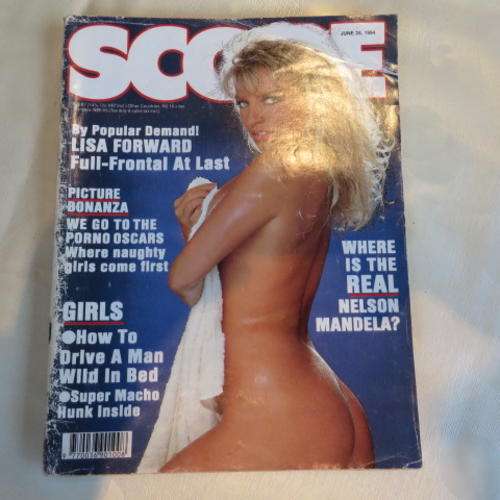 SCOPE
JUNE 26, 1994
By Popular Demand!
LISA FORWARD
Full-Frontal At Last
PICTURE
BONANZA
WE GO TO THE
PORNO OSCARS
Where naughty
girls come first
GIRLS
●How To
Drive A Man
Wild In Bed
●Super Macho
Hunk Inside
WHERE
IS THE
REAL
NELSON
MANDELA?